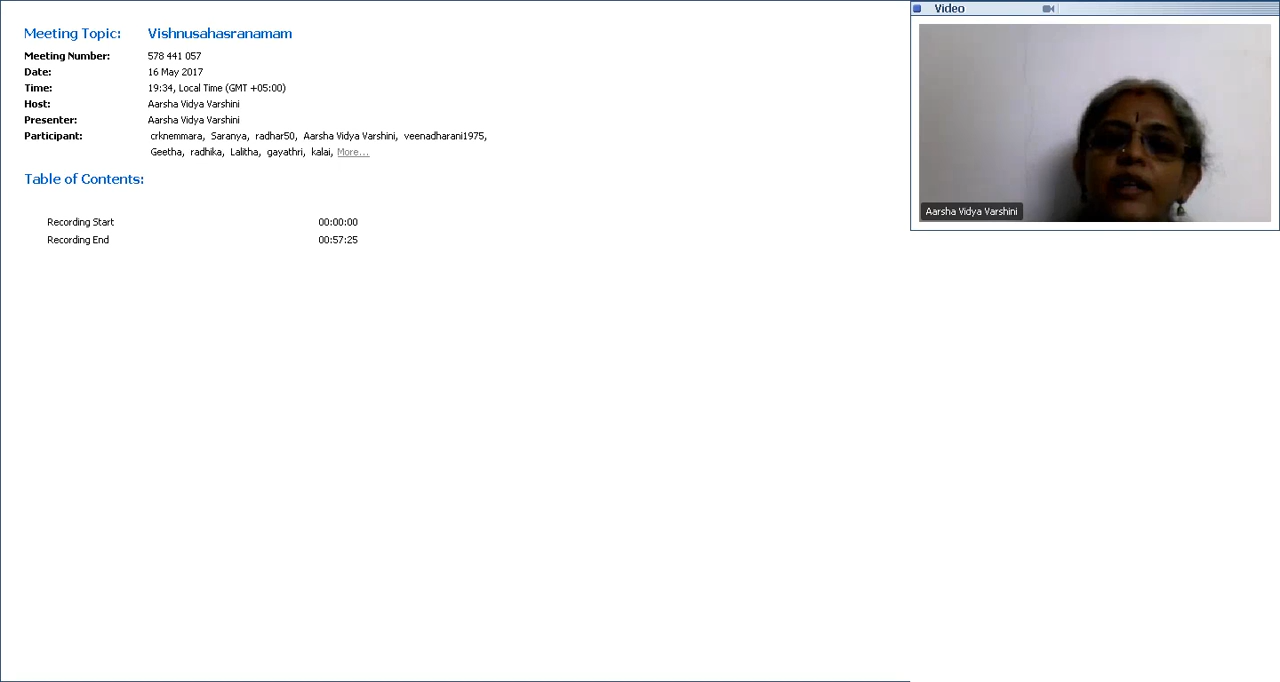 Meeting Topic: Vishnusahasranamam
Meeting Number: 578 441 057
Date: 16 May 2017
Time: 19:34, Local Time (GMT +05:00)
Host: Aarsha Vidya Varshini
Presenter: Aarsha Vidya Varshini
Participant: crknemmara, Saranya, radhar50, Aarsha Vidya Varshini, veenadharani1975,
Geetha, radhika, Lalitha, gayathri, kalai, More...
Table of Contents:
Recording Start 00:00:00
Recording End 00:57:25
Video
Aarsha Vidya Varshini